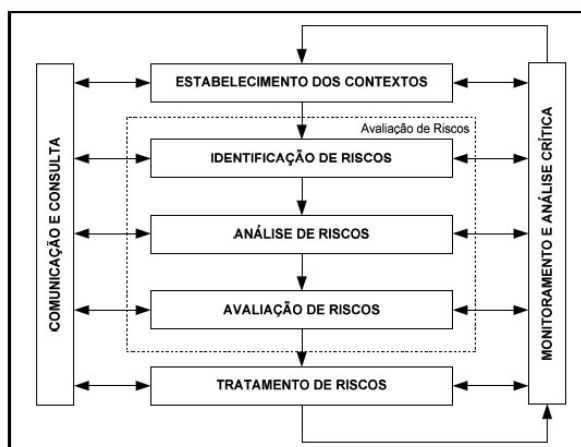 ESTABELECIMENTO DOS CONTEXTOS
Avaliação de Riscos
IDENTIFICAÇÃO DE RISCOS
ANÁLISE DE RISCOS
AVALIAÇÃO DE RISCOS
TRATAMENTO DE RISCOS
COMUNICAÇÃO E CONSULTA
MONITORAMENTO E ANÁLISE CRÍTICA